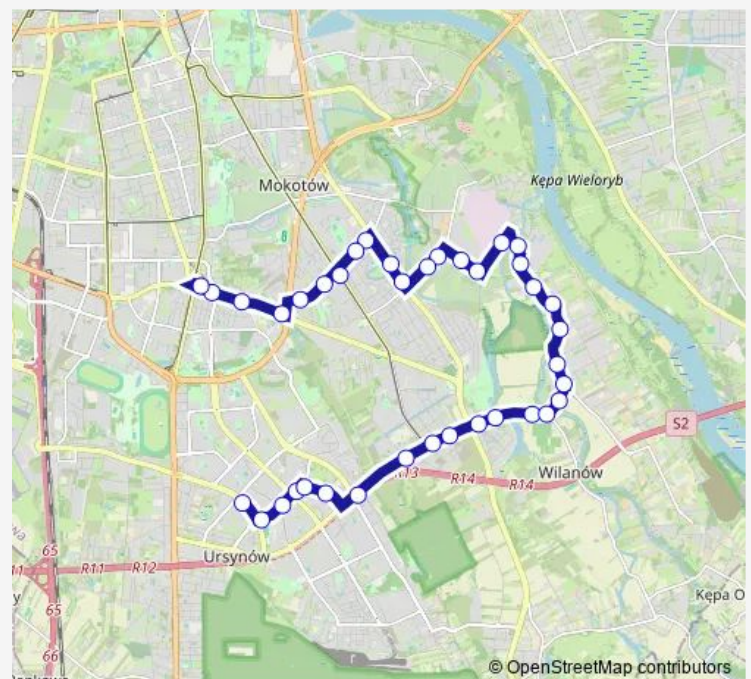 Mokotów
Kępa Wieloryb
S2
R13
R14
R14
Wilanów
Ursynów
65
R11
R12
65
Kępa O
66
© OpenStreetMap contributors